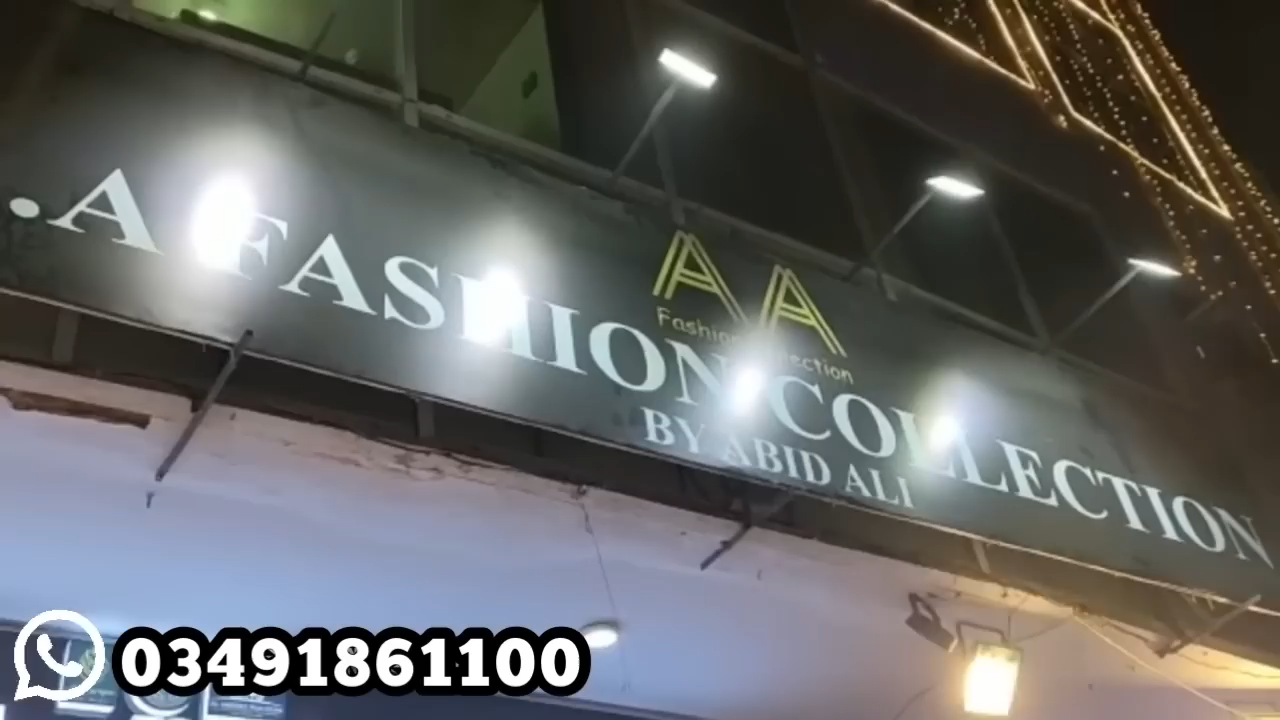 AA
Fashion Collection
.A FASHION COLLECTION
BY ABID ALI
03491861100